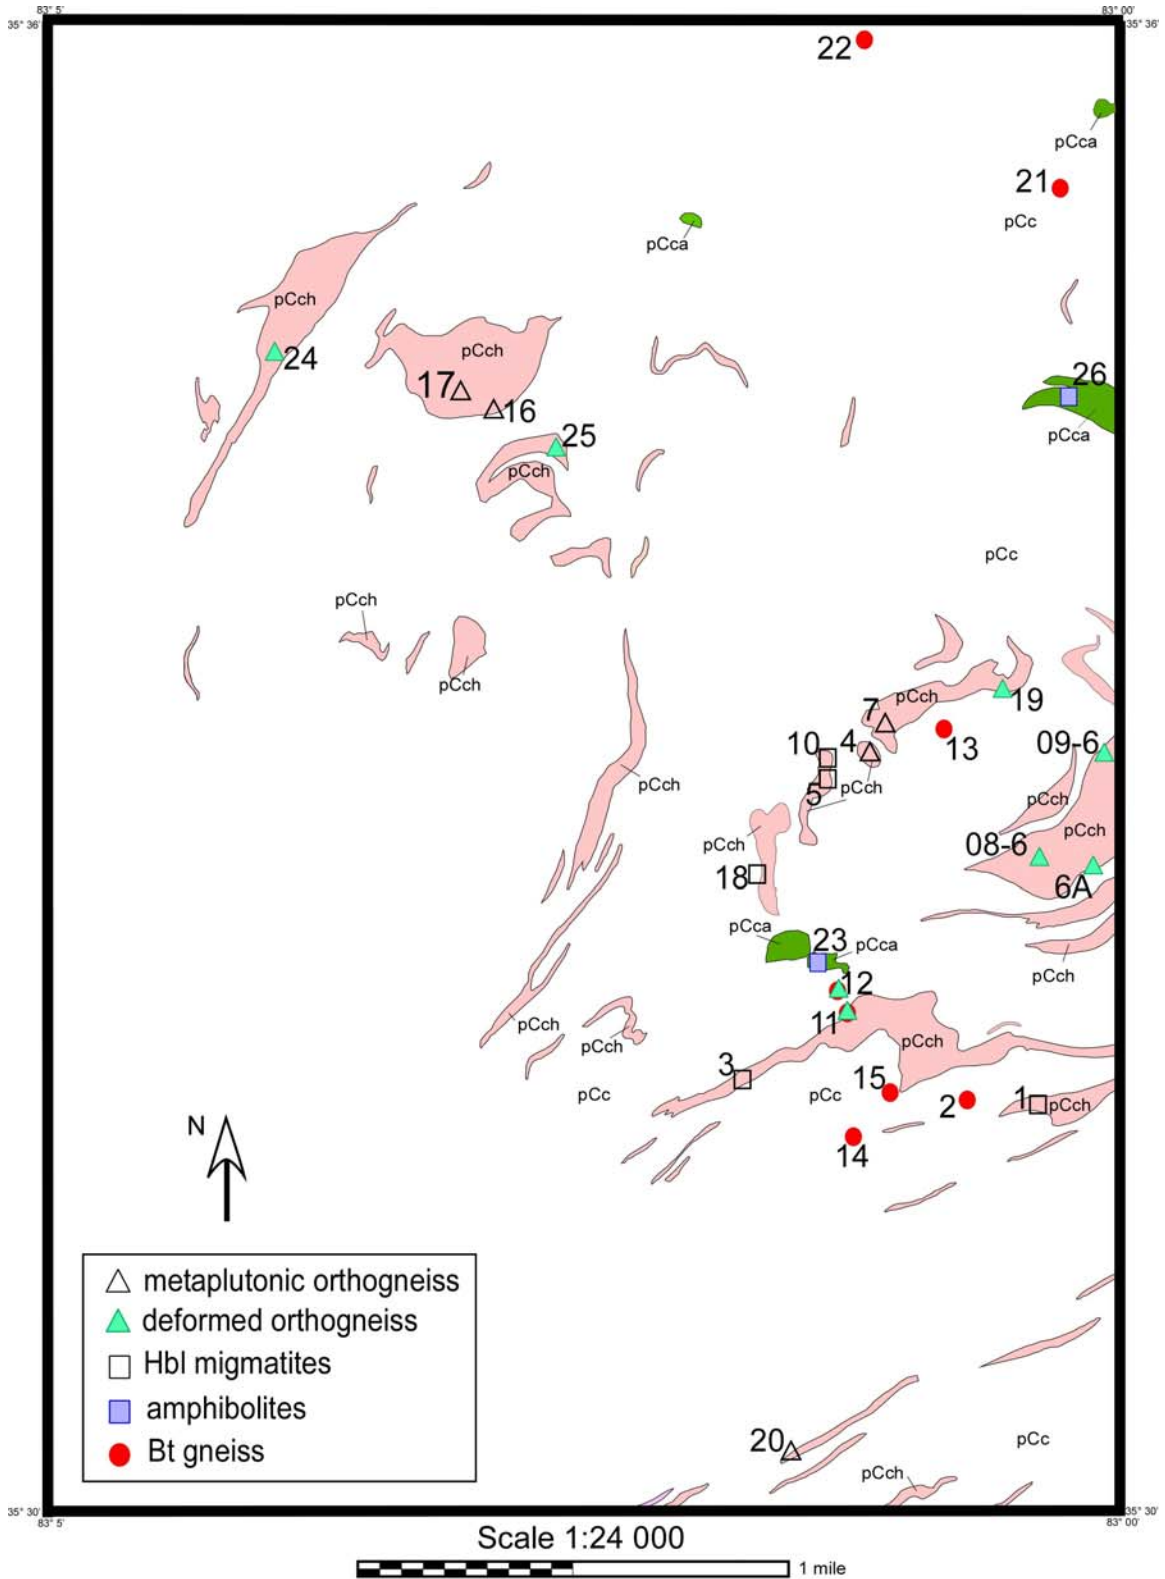 83° 5'
83° 00'
35° 36'
35° 36'
22
pCca
21
pCc
pCca
pCch
24
pCch
17
16
26
pCca
25
pCch
pCc
pCch
pCch
pCch
19
7
10
4
13
09-6
pCch
5
pCch
pCch
pCch
pCch
08-6
18
6A
pCca
23
pCca
pCch
12
11
pCch
pCch
pCch
3
15
pCc
pCc
2
1
pCch
14
N
metaplutonic orthogneiss
deformed orthogneiss
Hbl migmatites
amphibolites
Bt gneiss
20
pCc
pCch
35° 30'
35° 30'
83° 5'
83° 00'
Scale 1:24 000
1 mile